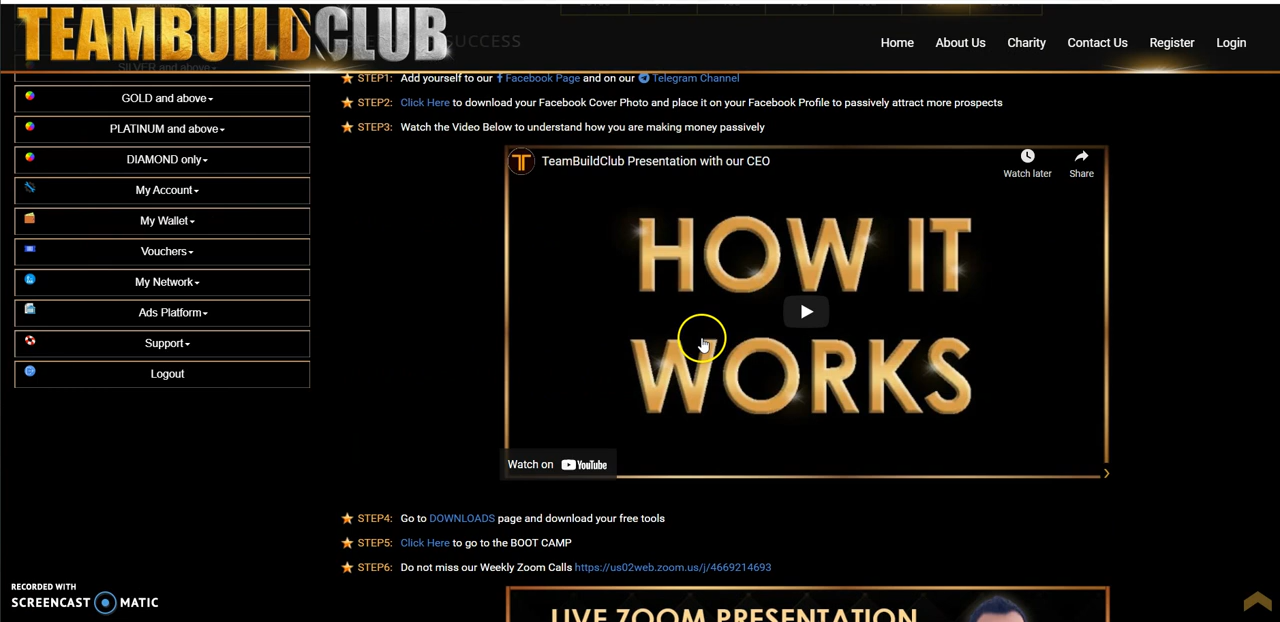 TEAMBUILDCLUB
SUCCESS
Home About Us Charity Contact Us Register Login
SILVER and above
GOLD and above
PLATINUM and above
DIAMOND only
My Account
My Wallet
Vouchers
My Network
Ads Platform
Support
Logout
STEP1: Add yourself to our Facebook Page and on our Telegram Channel
STEP2: Click Here to download your Facebook Cover Photo and place it on your Facebook Profile to passively attract more prospects
STEP3: Watch the Video Below to understand how you are making money passively
TeamBuildClub Presentation with our CEO
Watch later Share
HOW IT
WORKS
Watch on YouTube
STEP4: Go to DOWNLOADS page and download your free tools
STEP5: Click Here to go to the BOOT CAMP
STEP6: Do not miss our Weekly Zoom Calls https://us02web.zoom.us/j/4669214693
LIVE ZOOM PRESENTATION
RECORDED WITH
SCREENCAST MATIC